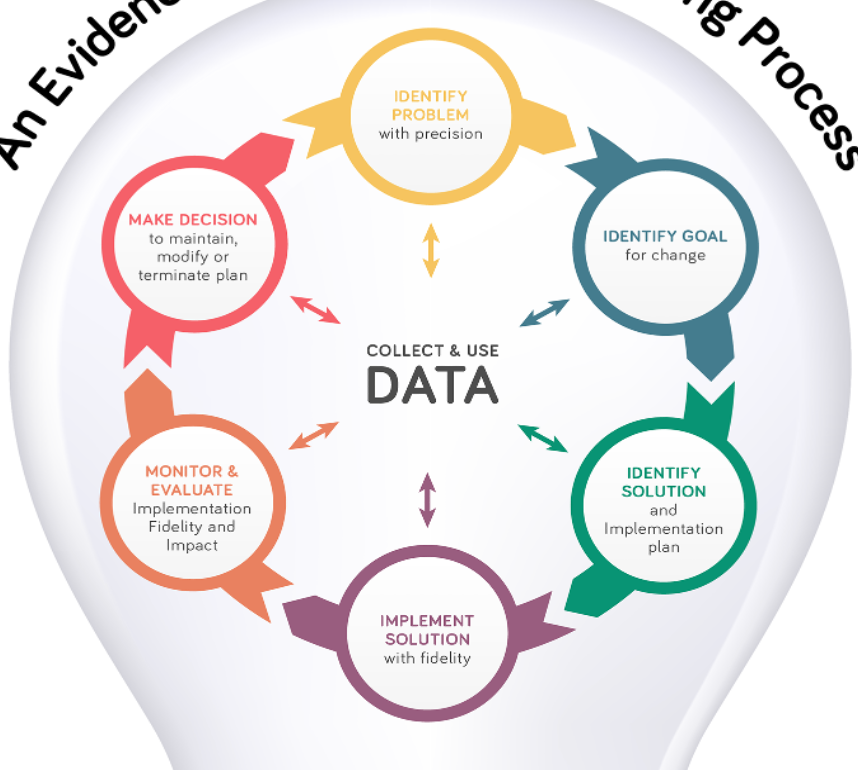 An Evidenc
ng Process
IDENTIFY
PROBLEM
with precision
IDENTIFY GOAL
for change
IDENTIFY
SOLUTION
and
Implementation
plan
IMPLEMENT
SOLUTION
with fidelity
MONITOR &
EVALUATE
Implementation
Fidelity and
Impact
MAKE DECISION
to maintain,
modify or
terminate plan
COLLECT & USE
DATA